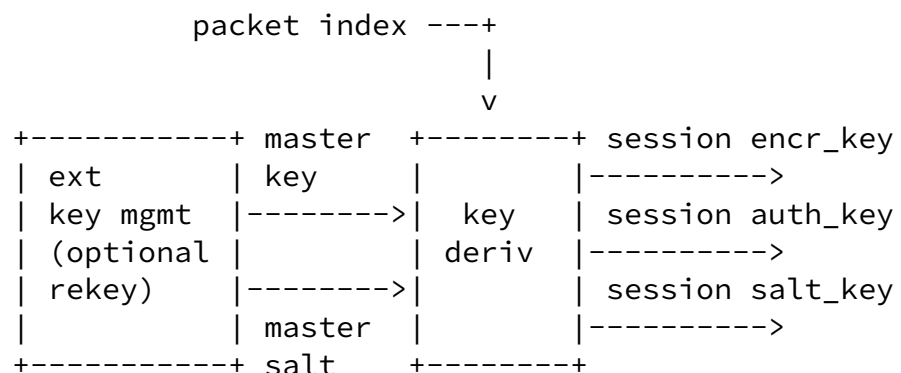 packet index ---+
|
v
+-----------+ master +--------+ session encr_key
| ext | key | |---------->
| key mgmt |-------->| key | session auth_key
| (optional | | deriv |---------->
| rekey) |-------->| | session salt_key
| | master | |---------->
+-----------+ salt +--------+